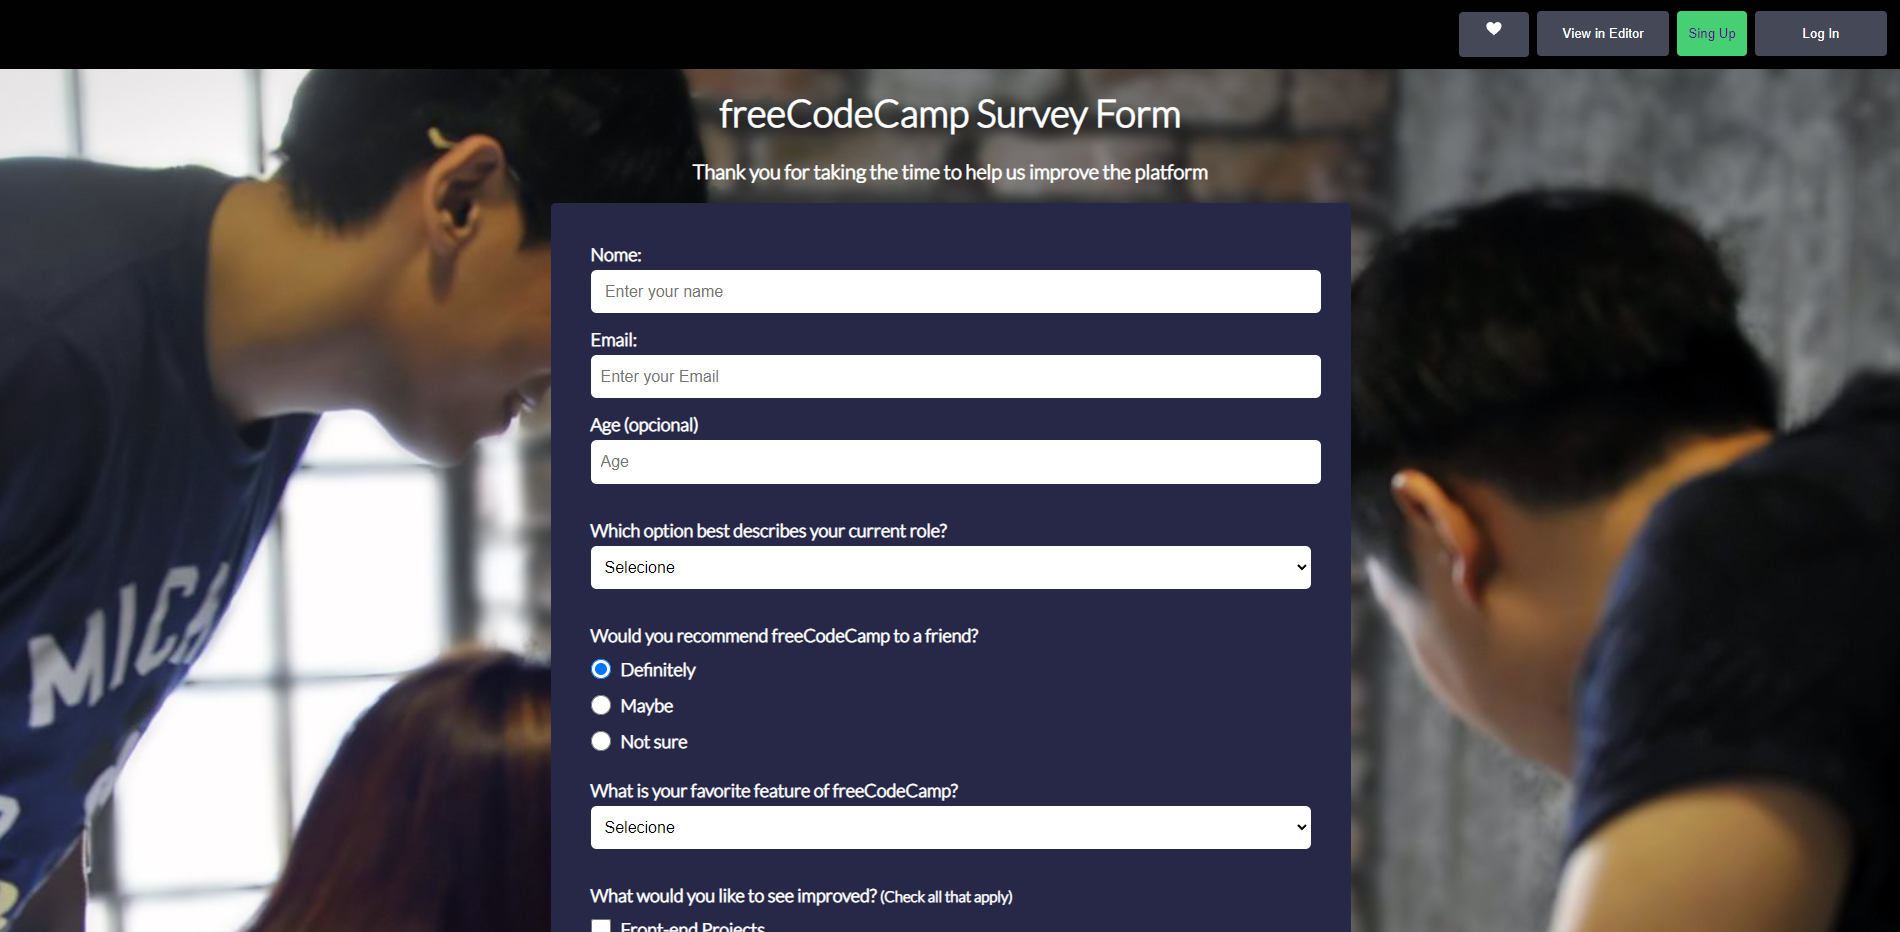 View in Editor
Sing Up
Log In
freeCodeCamp Survey Form
Thank you for taking the time to help us improve the platform
Nome:
Enter your name
Email:
Enter your Email
Age (opcional)
Age
Which option best describes your current role?
Selecione
Would you recommend freeCodeCamp to a friend?
Definitely
Maybe
Not sure
What is your favorite feature of freeCodeCamp?
Selecione
What would you like to see improved? (Check all that apply)
Front-end Projects
MICH